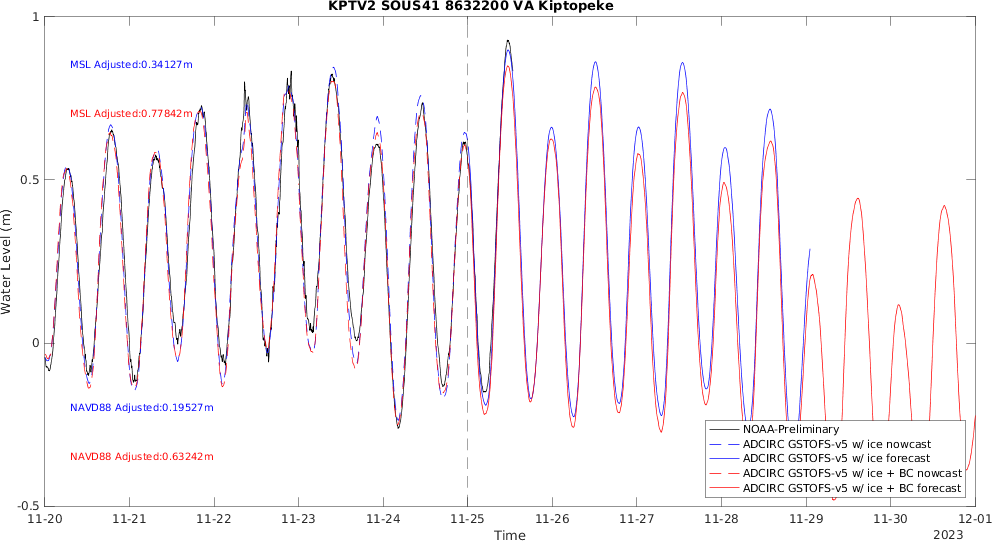 KPTV2 SOUS41 8632200 VA Kiptopeke
1
MSL Adjusted:0.34127m
MSL Adjusted:0.77842m
0.5
Water Level (m)
0
NAVD88 Adjusted:0.19527m
NAVD88 Adjusted:0.63242m
NOAA-Preliminary
ADCIRC GSTOFS-v5 w/ ice nowcast
ADCIRC GSTOFS-v5 w/ ice forecast
ADCIRC GSTOFS-v5 w/ ice + BC nowcast
ADCIRC GSTOFS-v5 w/ ice + BC forecast
-0.5
11-20 11-21 11-22 11-23 11-24 11-25 11-26 11-27 11-28 11-29 11-30 12-01
Time
2023